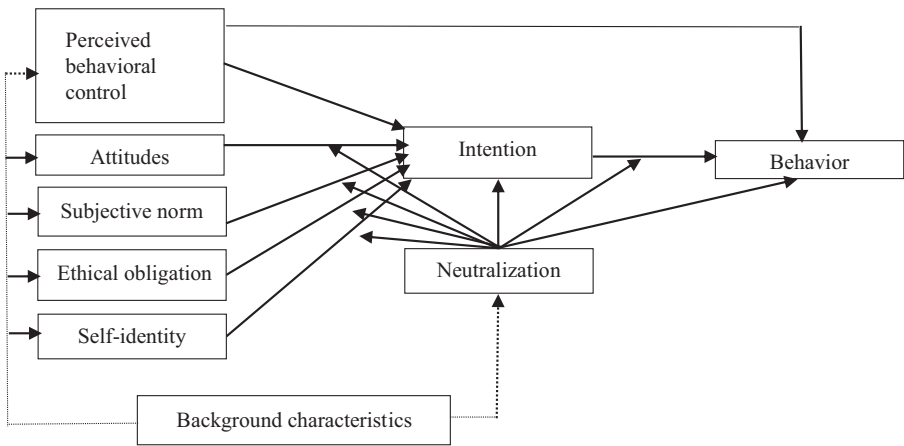 Perceived
behavioral
control
Attitudes
Intention
Behavior
Subjective norm
Ethical obligation
Neutralization
Self-identity
Background characteristics